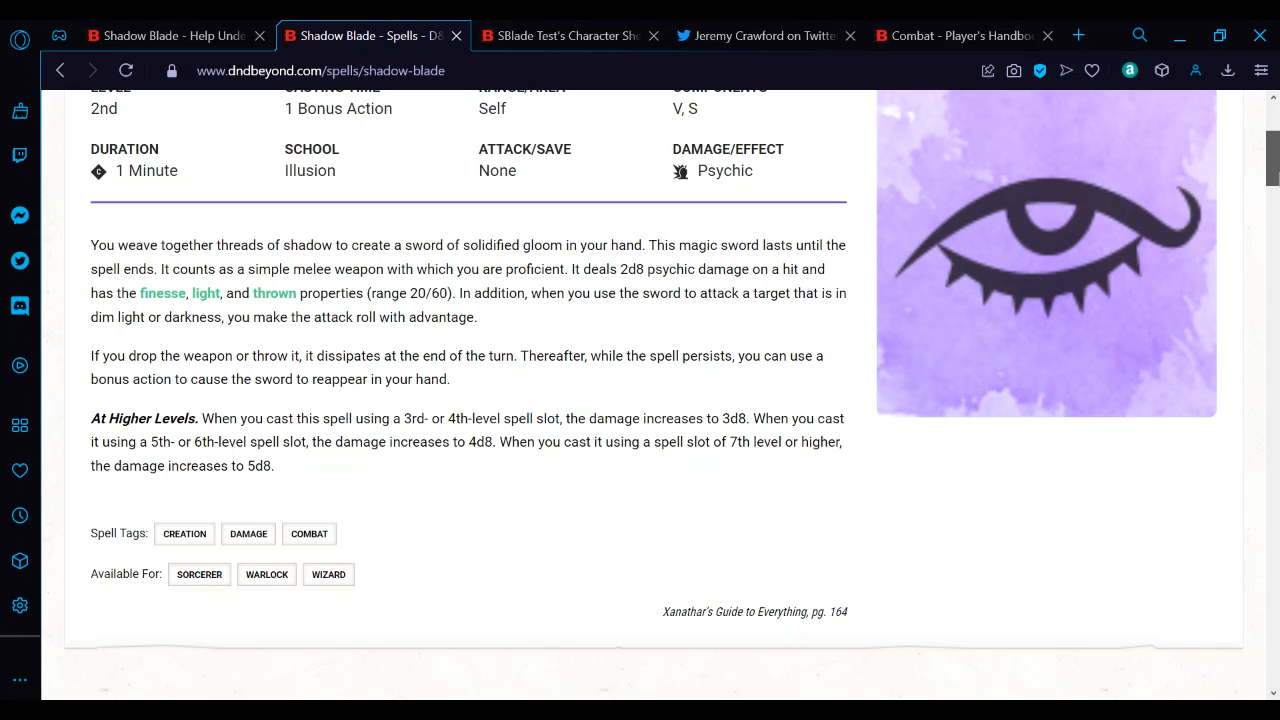 Shadow Blade - Help Unde
Shadow Blade - Spells - D&
SBlade Test's Character She
Jeremy Crawford on Twitte
Combat - Player's Handboo
www.dndbeyond.com/spells/shadow-blade
LEVEL CASTING TIME RANGE/AREA COMPONENTS
2nd 1 Bonus Action Self V, S
DURATION SCHOOL ATTACK/SAVE DAMAGE/EFFECT
1 Minute Illusion None Psychic
You weave together threads of shadow to create a sword of solidified gloom in your hand. This magic sword lasts until the
spell ends. It counts as a simple melee weapon with which you are proficient. It deals 2d8 psychic damage on a hit and
has the finesse, light, and thrown properties (range 20/60). In addition, when you use the sword to attack a target that is in
dim light or darkness, you make the attack roll with advantage.
If you drop the weapon or throw it, it dissipates at the end of the turn. Thereafter, while the spell persists, you can use a
bonus action to cause the sword to reappear in your hand.
At Higher Levels. When you cast this spell using a 3rd- or 4th-level spell slot, the damage increases to 3d8. When you cast
it using a 5th- or 6th-level spell slot, the damage increases to 4d8. When you cast it using a spell slot of 7th level or higher,
the damage increases to 5d8.
Spell Tags: CREATION DAMAGE COMBAT
Available For: SORCERER WARLOCK WIZARD
Xanathar's Guide to Everything, pg. 164